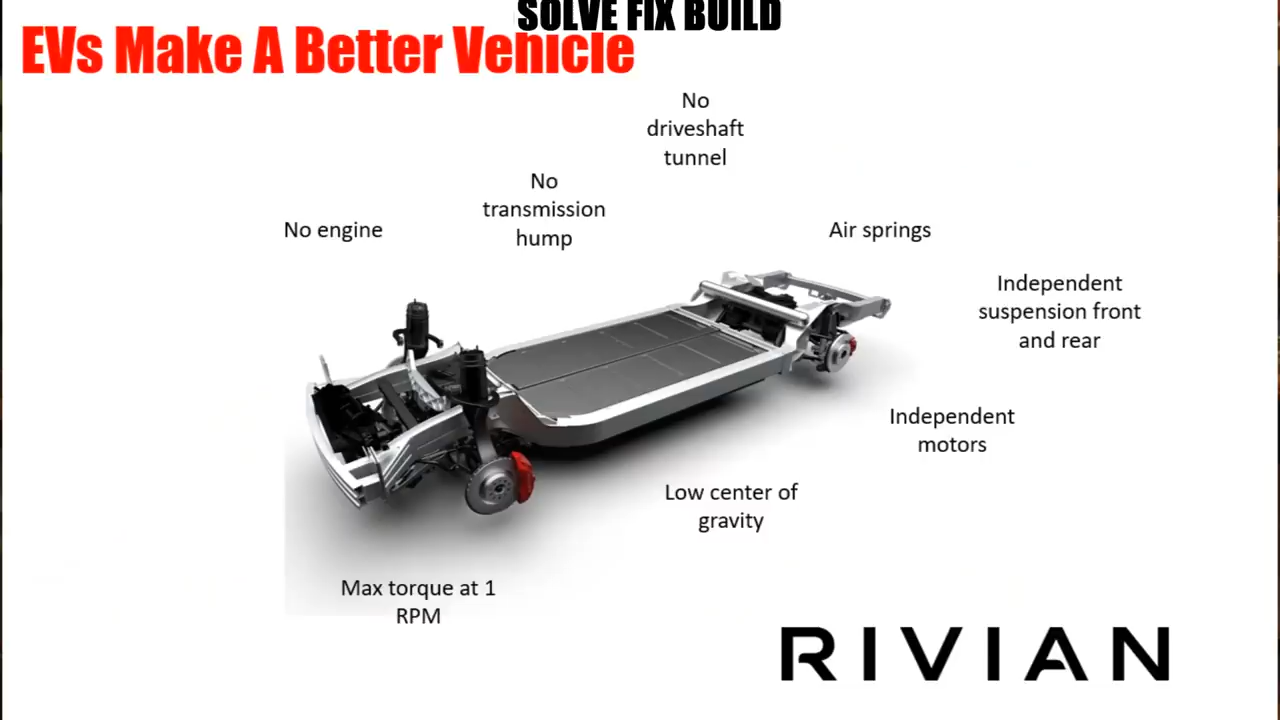 SOLVE FIX BUILD
EVs Make A Better Vehicle
No
driveshaft
tunnel
No
transmission
hump
No engine
Air springs
Independent
suspension front
and rear
Independent
motors
Low center of
gravity
Max torque at 1
RPM
RIVIAN